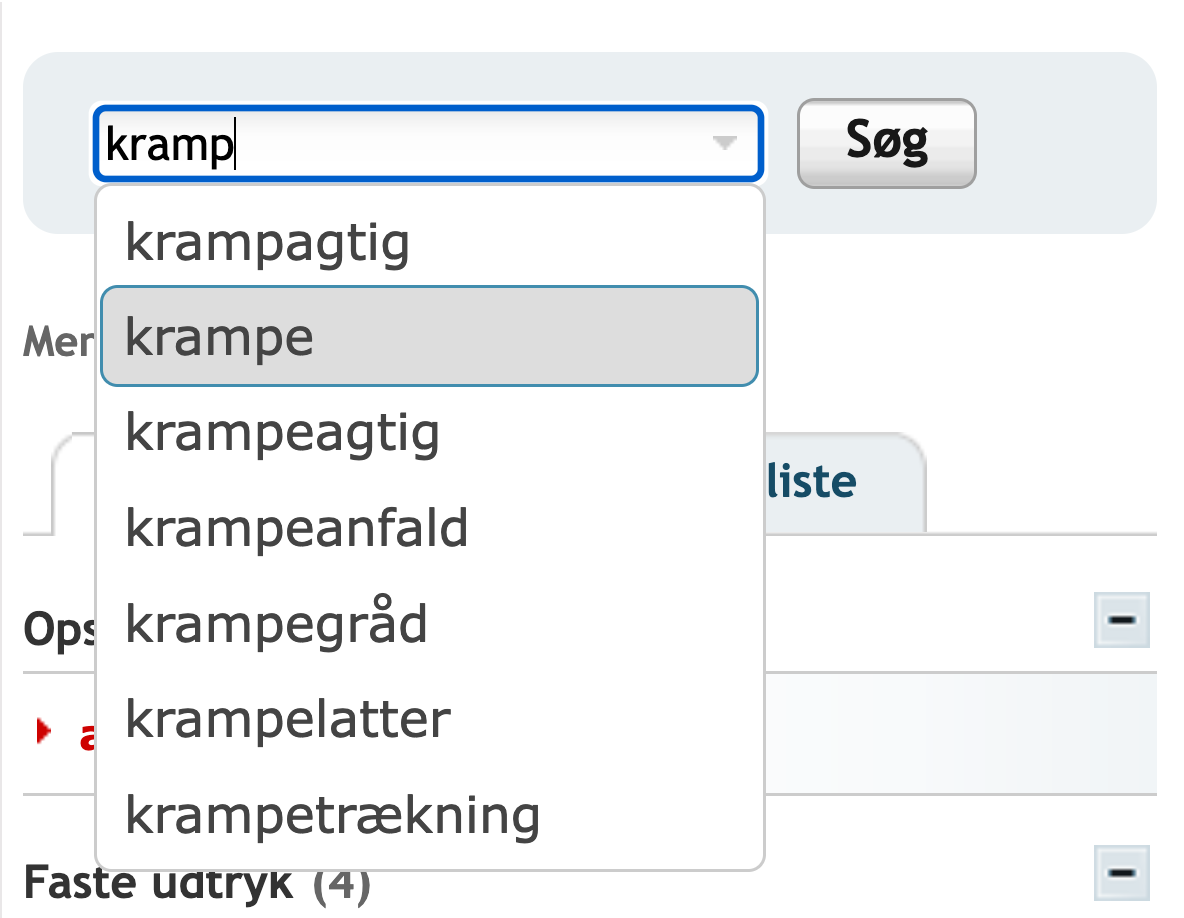 kramp
Søg
krampagtig
krampe
krampeagtig
krampeanfald
krampegråd
krampelatter
krampetrækning
liste
Faste udtryk (4)